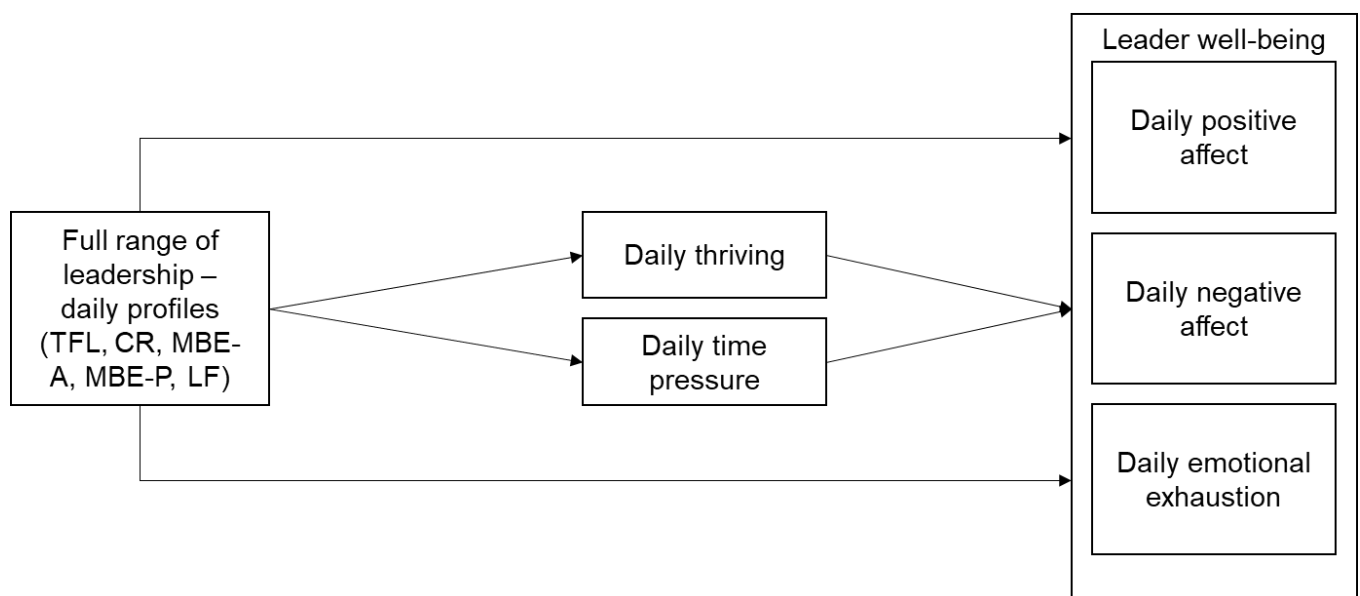 Full range of
leadership –
daily profiles
(TFL, CR, MBE-
A, MBE-P, LF)
Daily thriving
Daily time
pressure
Leader well-being
Daily positive
affect
Daily negative
affect
Daily emotional
exhaustion